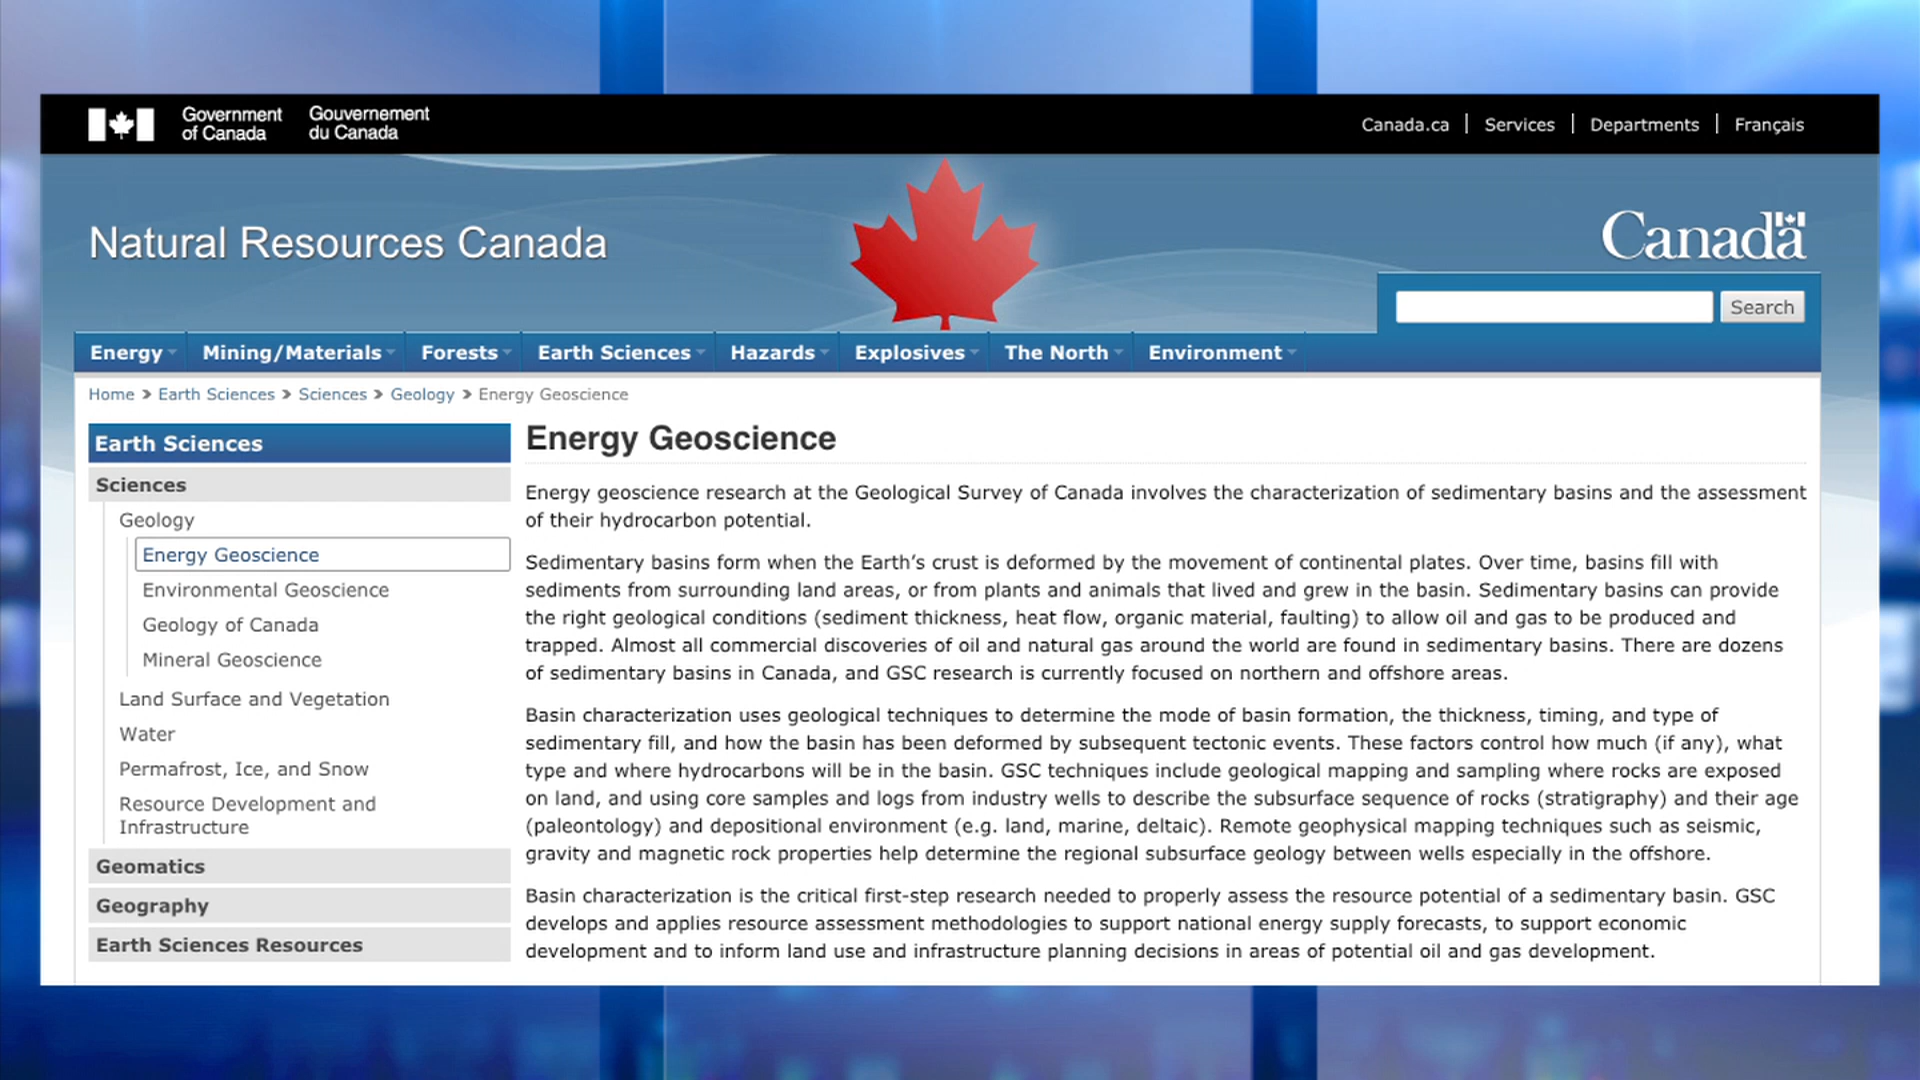 Government of Canada
Gouvernement du Canada
Canada.ca | Services | Departments | Français
Natural Resources Canada
Canada
Search
Energy Mining/Materials Forests Earth Sciences Hazards Explosives The North Environment
Home > Earth Sciences > Sciences > Geology > Energy Geoscience
Earth Sciences
Sciences
Geology
Energy Geoscience
Environmental Geoscience
Geology of Canada
Mineral Geoscience
Land Surface and Vegetation
Water
Permafrost, Ice, and Snow
Resource Development and
Infrastructure
Geomatics
Geography
Earth Sciences Resources
Energy Geoscience
Energy geoscience research at the Geological Survey of Canada involves the characterization of sedimentary basins and the assessment
of their hydrocarbon potential.
Sedimentary basins form when the Earth’s crust is deformed by the movement of continental plates. Over time, basins fill with
sediments from surrounding land areas, or from plants and animals that lived and grew in the basin. Sedimentary basins can provide
the right geological conditions (sediment thickness, heat flow, organic material, faulting) to allow oil and gas to be produced and
trapped. Almost all commercial discoveries of oil and natural gas around the world are found in sedimentary basins. There are dozens
of sedimentary basins in Canada, and GSC research is currently focused on northern and offshore areas.
Basin characterization uses geological techniques to determine the mode of basin formation, the thickness, timing, and type of
sedimentary fill, and how the basin has been deformed by subsequent tectonic events. These factors control how much (if any), what
type and where hydrocarbons will be in the basin. GSC techniques include geological mapping and sampling where rocks are exposed
on land, and using core samples and logs from industry wells to describe the subsurface sequence of rocks (stratigraphy) and their age
(paleontology) and depositional environment (e.g. land, marine, deltaic). Remote geophysical mapping techniques such as seismic,
gravity and magnetic rock properties help determine the regional subsurface geology between wells especially in the offshore.
Basin characterization is the critical first-step research needed to properly assess the resource potential of a sedimentary basin. GSC
develops and applies resource assessment methodologies to support national energy supply forecasts, to support economic
development and to inform land use and infrastructure planning decisions in areas of potential oil and gas development.